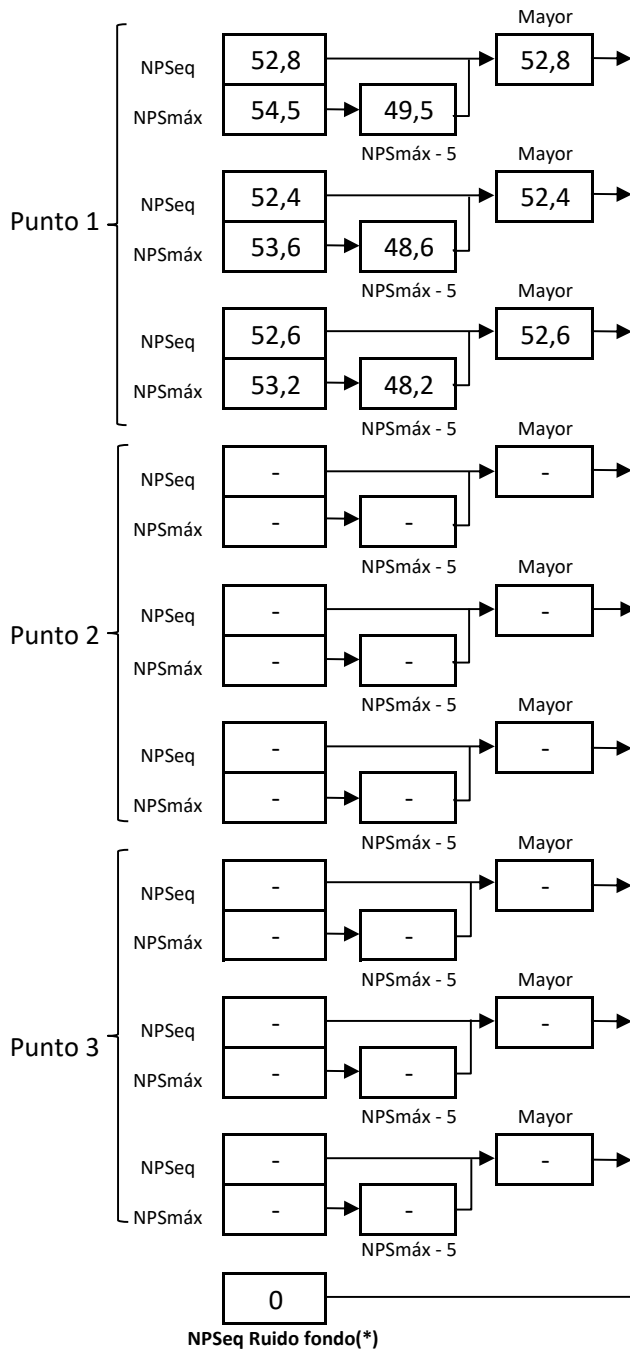 Mayor
NPSeq 52,8 52,8
NPSmáx 54,5 49,5
NPSmáx - 5
Mayor
Punto 1
NPSeq 52,4 52,4
NPSmáx 53,6 48,6
NPSmáx - 5
Mayor
NPSeq 52,6 52,6
NPSmáx 53,2 48,2
NPSmáx - 5
Mayor
NPSeq - -
NPSmáx - -
NPSmáx - 5
Mayor
Punto 2
NPSeq - -
NPSmáx - -
NPSmáx - 5
Mayor
NPSeq - -
NPSmáx - -
NPSmáx - 5
Mayor
NPSeq - -
NPSmáx - -
NPSmáx - 5
Mayor
Punto 3
NPSeq - -
NPSmáx - -
NPSmáx - 5
Mayor
NPSeq - -
NPSmáx - -
NPSmáx - 5
0
NPSeq Ruido fondo(*)